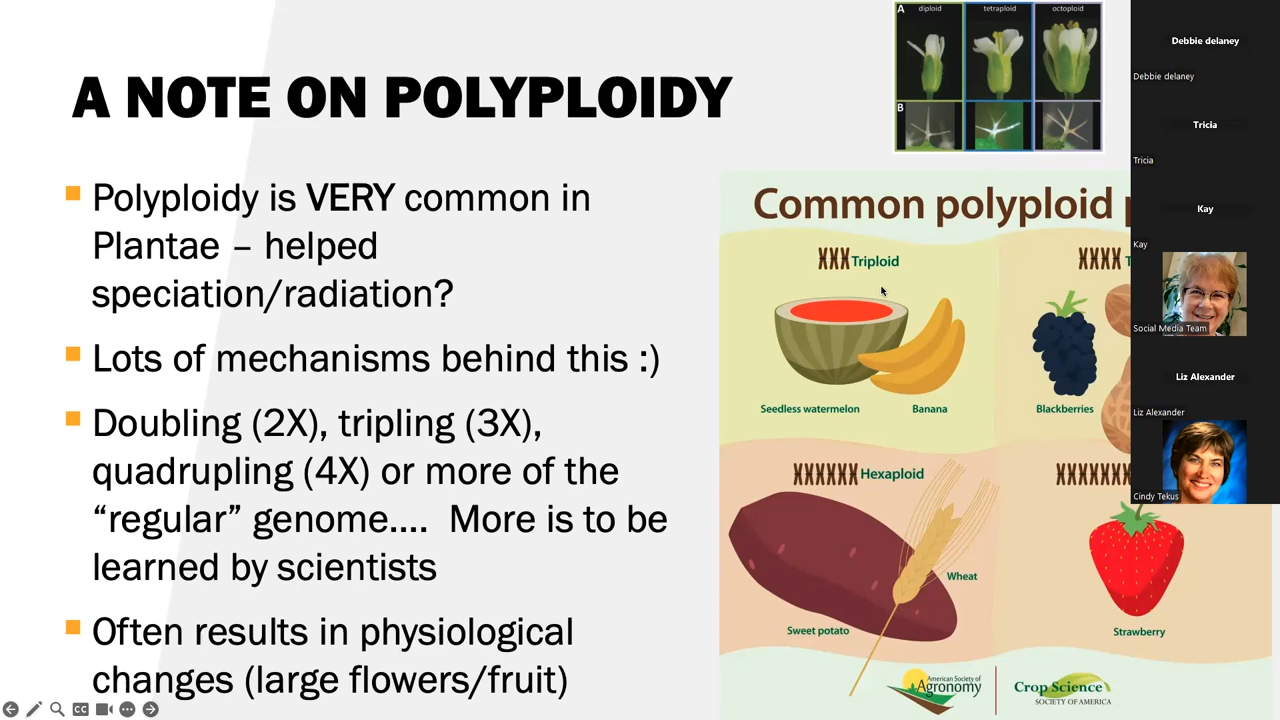 A NOTE ON POLYPLOIDY
Polyploidy is VERY common in
Plantae – helped
speciation/radiation?
Lots of mechanisms behind this :)
Doubling (2X), tripling (3X),
quadrupling (4X) or more of the
“regular” genome.... More is to be
learned by scientists
Often results in physiological
changes (large flowers/fruit)
A
diploid
tetraploid
octoploid
B
Common polyploid
Triploid
Seedless watermelon
Banana
Blackberries
Hexaploid
Wheat
Sweet potato
Strawberry
American Society of
Agronomy
Crop Science
SOCIETY OF AMERICA
Debbie delaney
Debbie delaney
Tricia
Tricia
Kay
Kay
Social Media Team
Liz Alexander
Liz Alexander
Cindy Tekus
CC